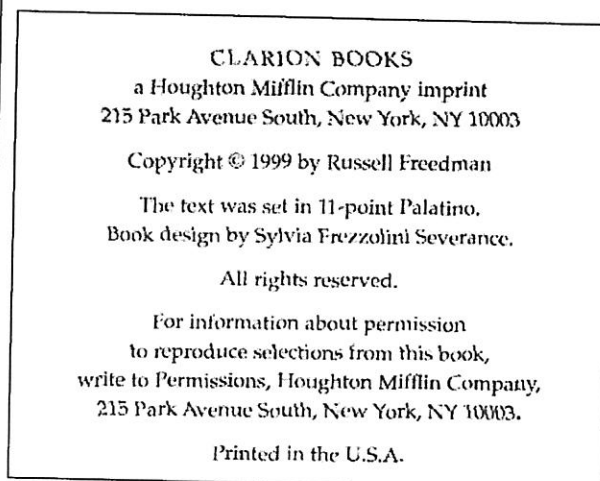 CLARION BOOKS
a Houghton Mifflin Company imprint
215 Park Avenue South, New York, NY 10003
Copyright © 1999 by Russell Freedman
The text was set in 11-point Palatino.
Book design by Sylvia Frezzolini Severance.
All rights reserved.
For information about permission
to reproduce selections from this book,
write to Permissions, Houghton Mifflin Company,
215 Park Avenue South, New York, NY 10003.
Printed in the U.S.A.